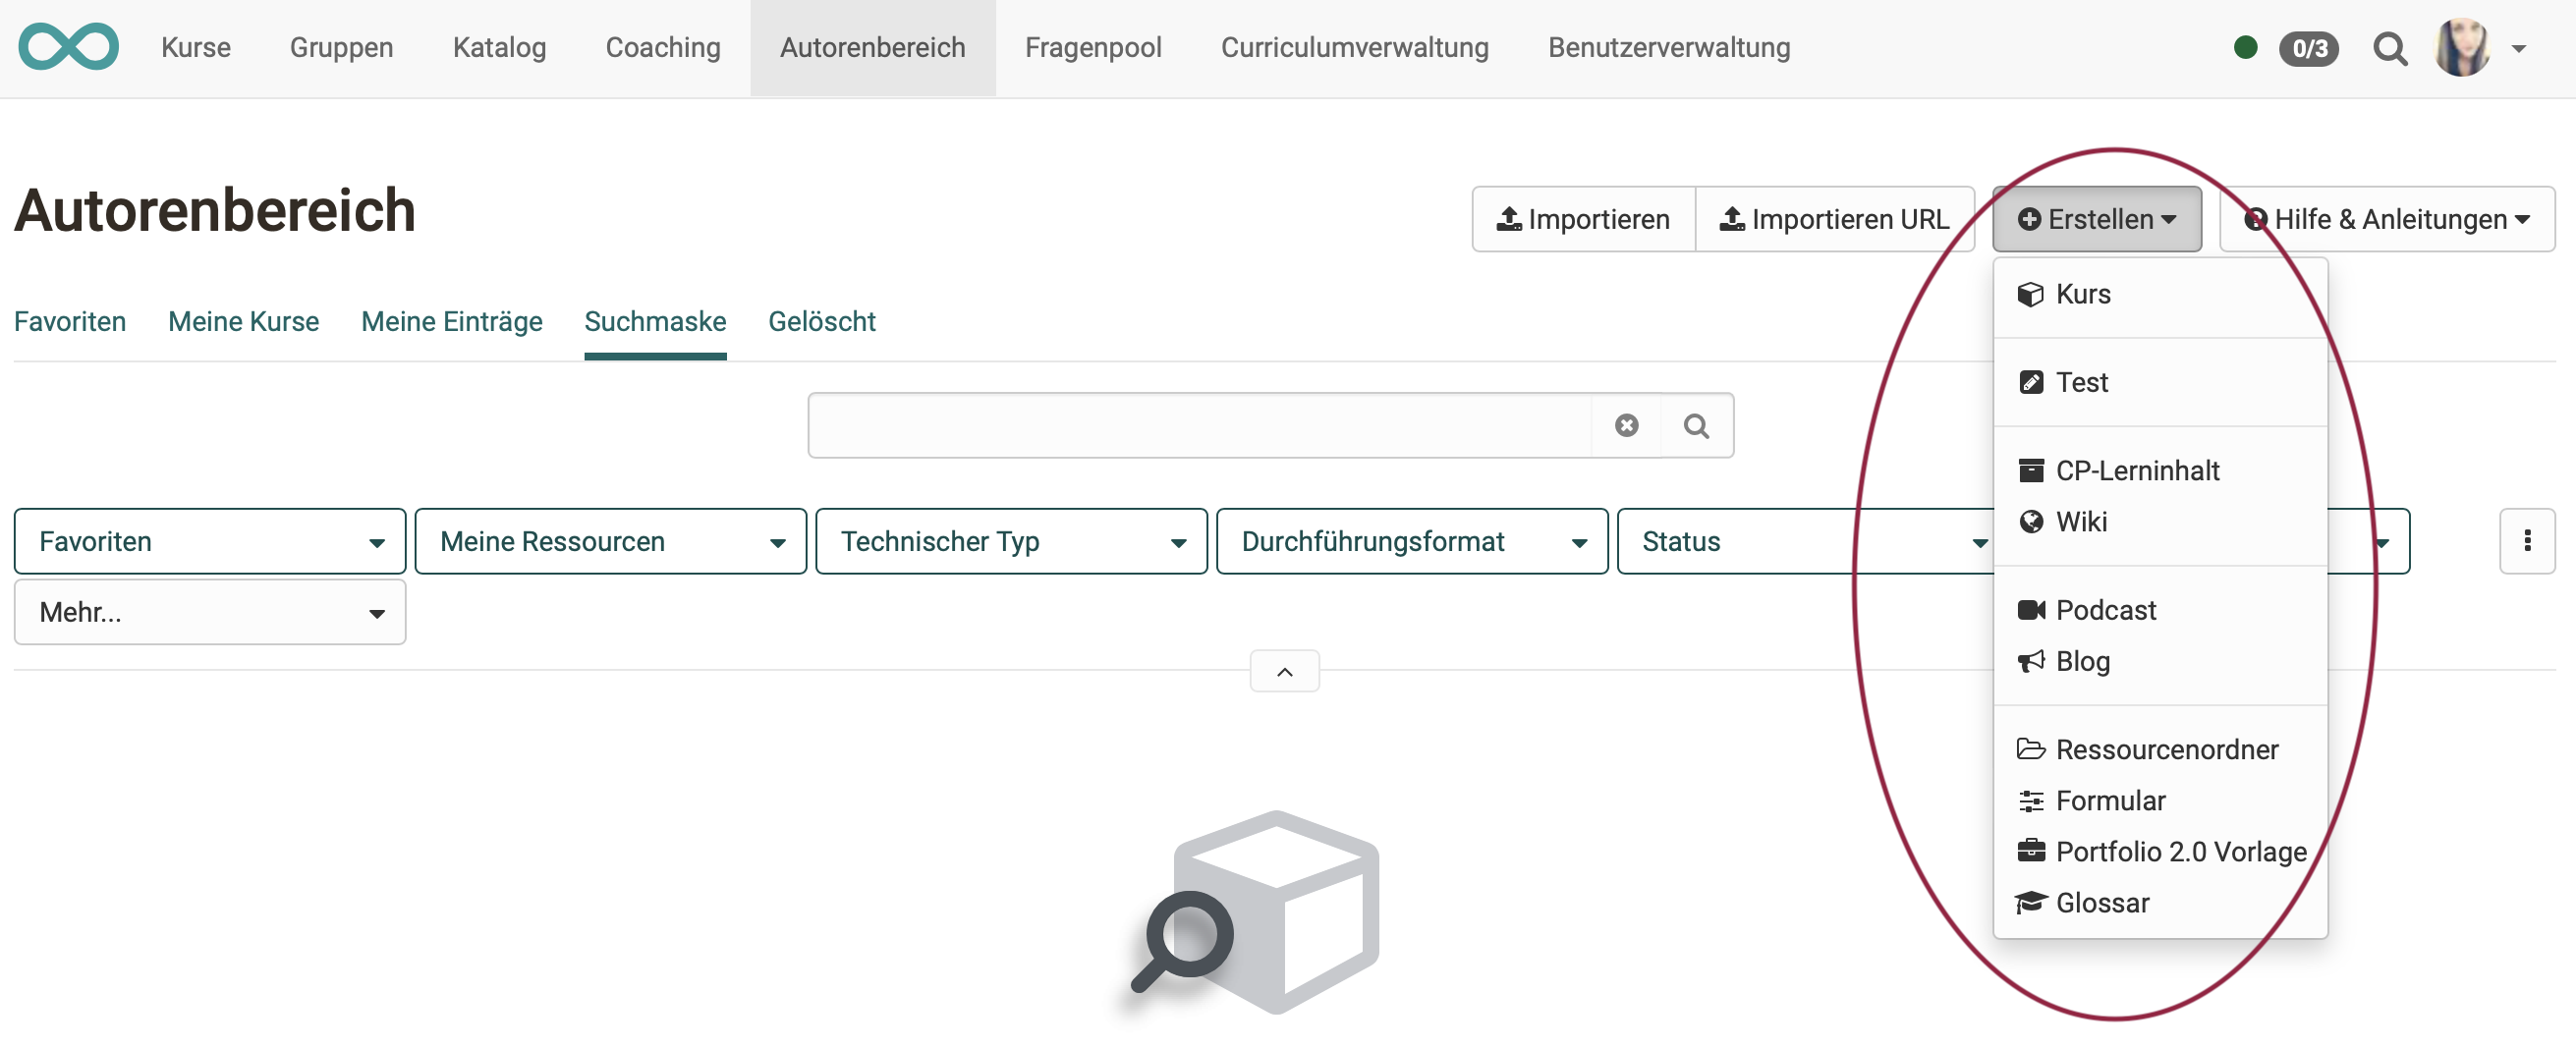 Kurse Gruppen Katalog Coaching Autorenbereich Fragenpool Curriculumverwaltung Benutzerverwaltung 0/3
Autorenbereich
Importieren Importieren URL Erstellen Hilfe & Anleitungen
Favoriten Meine Kurse Meine Einträge Suchmaske Gelöscht
Favoriten Meine Ressourcen Technischer Typ Durchführungsformat Status
Mehr...
Kurs
Test
CP-Lerninhalt
Wiki
Podcast
Blog
Ressourcenordner
Formular
Portfolio 2.0 Vorlage
Glossar